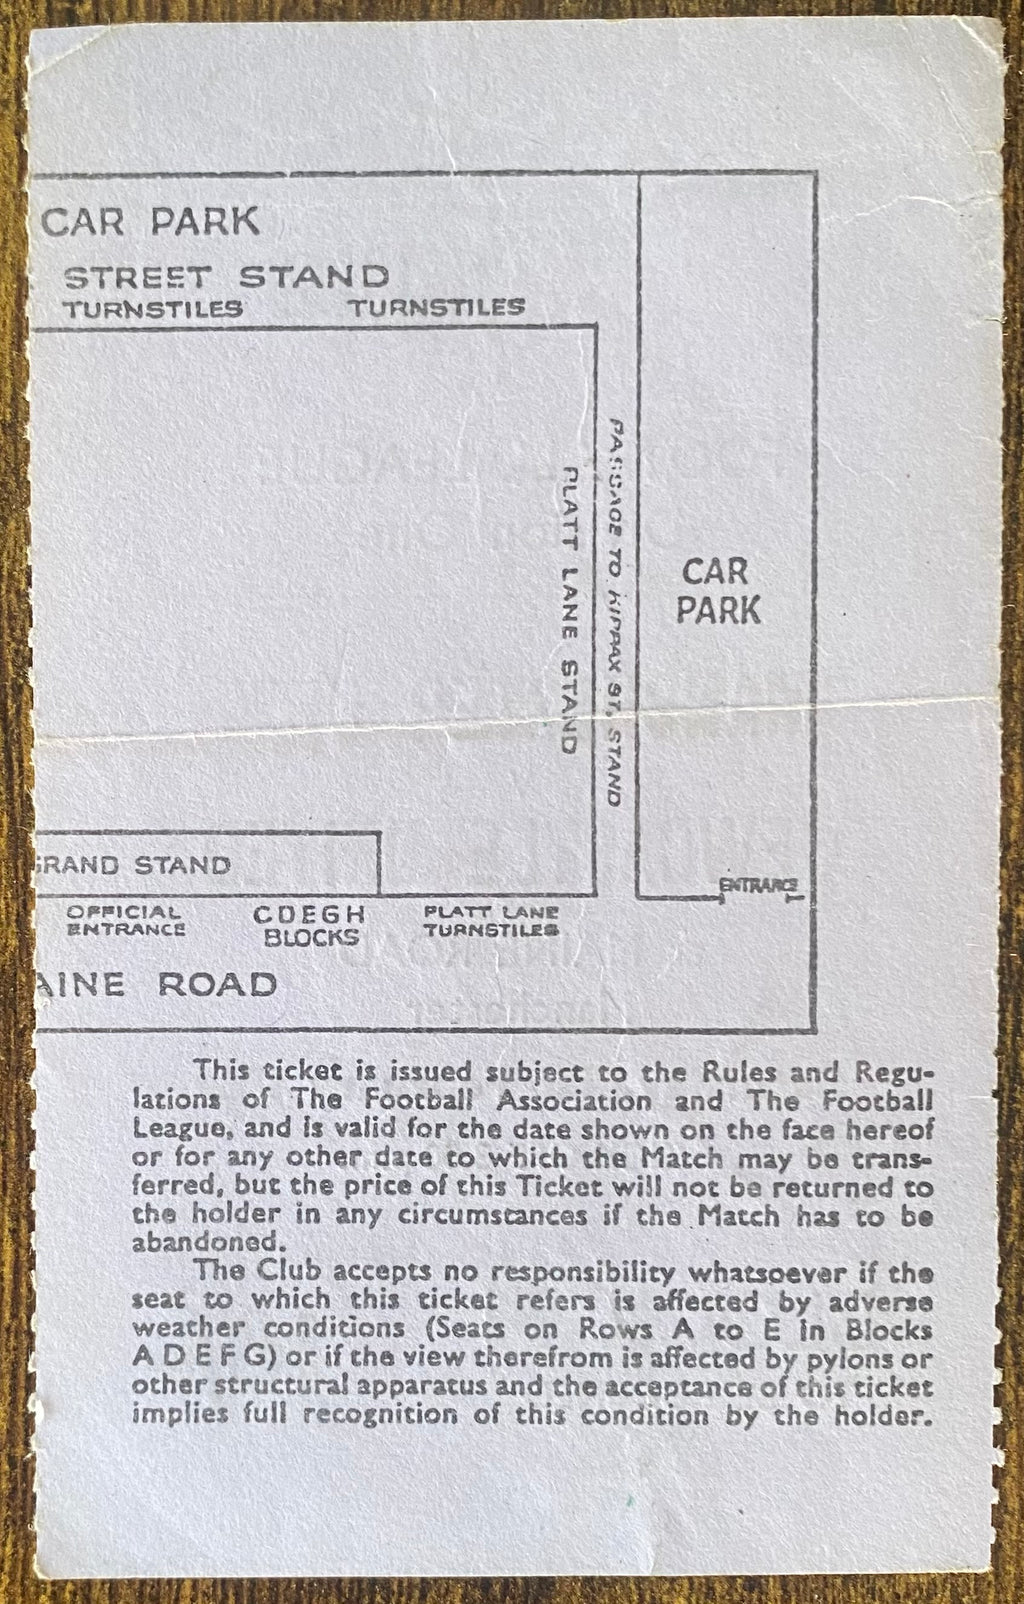 CAR PARK
STREET STAND
TURNSTILES TURNSTILES
PASSAGE TO KIPPAX ST. STAND
PLATT LANE STAND
CAR
PARK
GRAND STAND
ENTRANCE
OFFICIAL
ENTRANCE
CDEGH
BLOCKS
PLATT LANE
TURNSTILES
AINE ROAD
This ticket is issued subject to the Rules and Regu-
lations of The Football Association and The Football
League, and is valid for the date shown on the face hereof
or for any other date to which the Match may be trans-
ferred, but the price of this Ticket will not be returned to
the holder in any circumstances if the Match has to be
abandoned.
The Club accepts no responsibility whatsoever if the
seat to which this ticket refers is affected by adverse
weather conditions (Seats on Rows A to E in Blocks
A D E F G) or if the view therefrom is affected by pylons or
other structural apparatus and the acceptance of this ticket
implies full recognition of this condition by the holder.